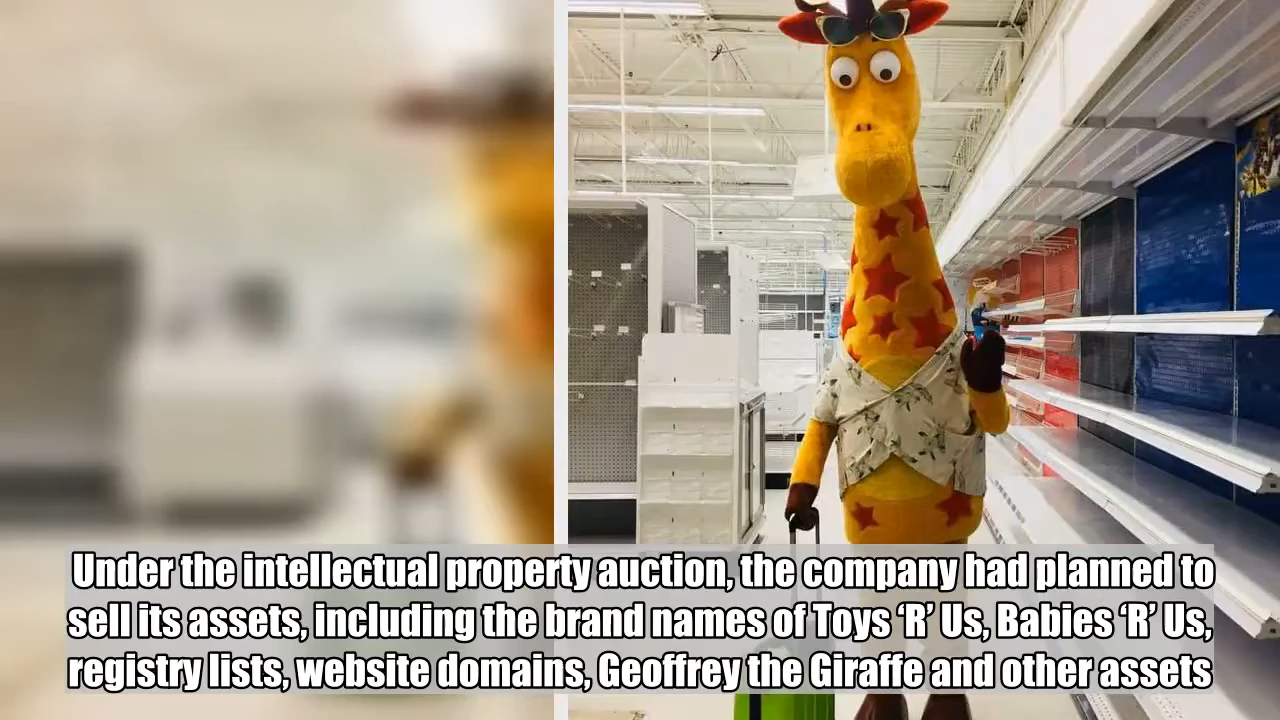 Under the intellectual property auction, the company had planned to
sell its assets, including the brand names of Toys ‘R’ Us, Babies ‘R’ Us,
registry lists, website domains, Geoffrey the Giraffe and other assets